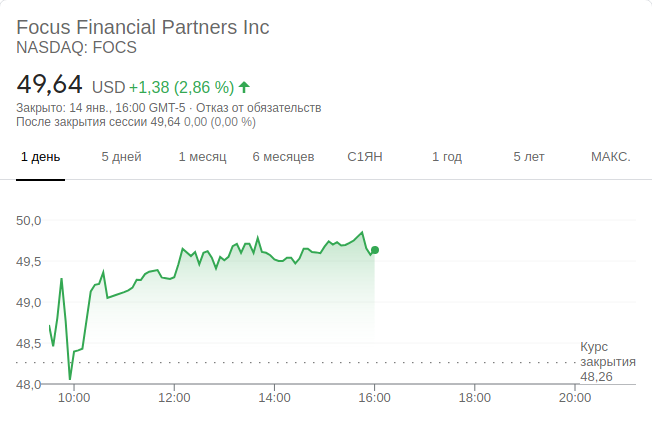 Focus Financial Partners Inc
NASDAQ: FOCS
49,64 USD +1,38 (2,86 %)
Закрыто: 14 янв., 16:00 GMT-5 · Отказ от обязательств
После закрытия сессии 49,64 0,00 (0,00 %)
1 день 5 дней 1 месяц 6 месяцев С1ЯН 1 год 5 лет МАКС.
50,0
49,5
49,0
48,5
Курс
закрытия
48,26
48,0
10:00 12:00 14:00 16:00 18:00 20:00